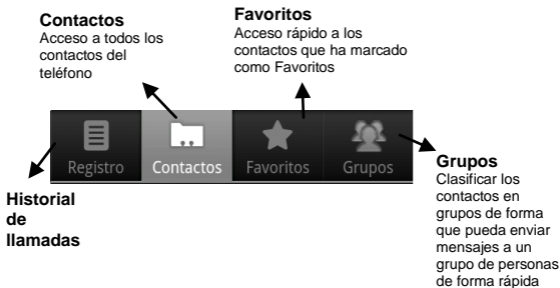 Contactos
Acceso a todos los
contactos del
teléfono
Favoritos
Acceso rápido a los
contactos que ha marcado
como Favoritos
Registro
Contactos
Favoritos
Grupos
Historial
de
llamadas
Grupos
Clasificar los
contactos en
grupos de forma
que pueda enviar
mensajes a un
grupo de personas
de forma rápida